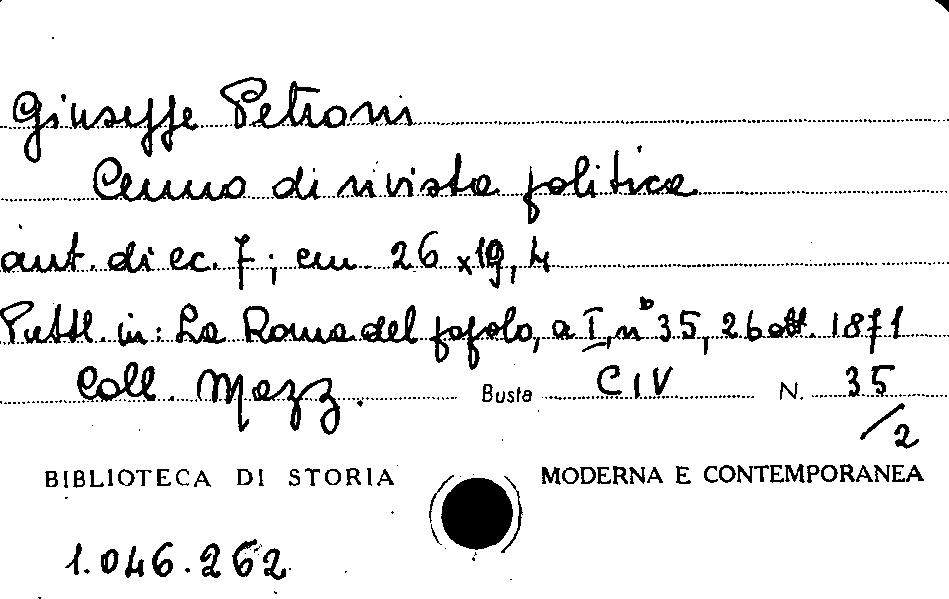 Giuseppe Petroni
Cenno di rivista politica
aut. di cc. 7; cm. 26 x 19,4
Pubbl. in: La Roma del popolo, a I, n° 35, 26 ott. 1871
Coll. Mazz. Busta CIV N. 35/2
BIBLIOTECA DI STORIA MODERNA E CONTEMPORANEA
1.046.262